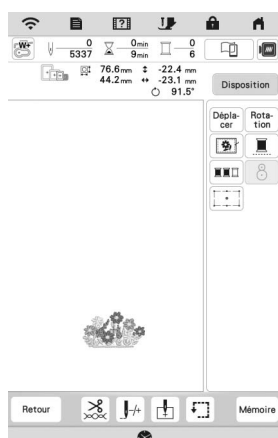 W+
0
5337
0min
9min
0
6
76.6mm
44.2mm
-22.4 mm
-23.1 mm
91.5°
Disposition
Dépla-
cer
Rota-
tion
Retour
-/+
Mémoire